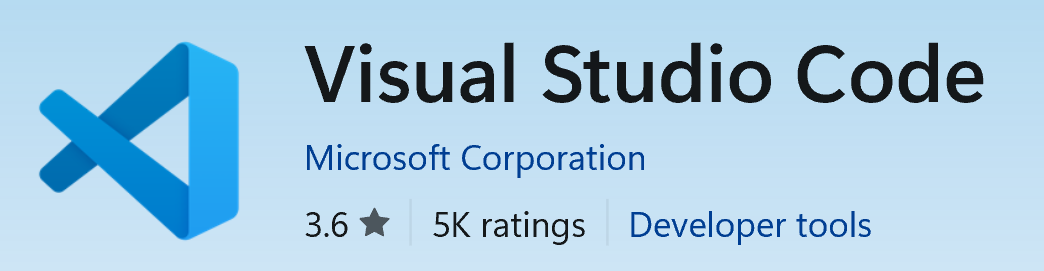 Visual Studio Code
Microsoft Corporation
3.6 ★ 5K ratings Developer tools